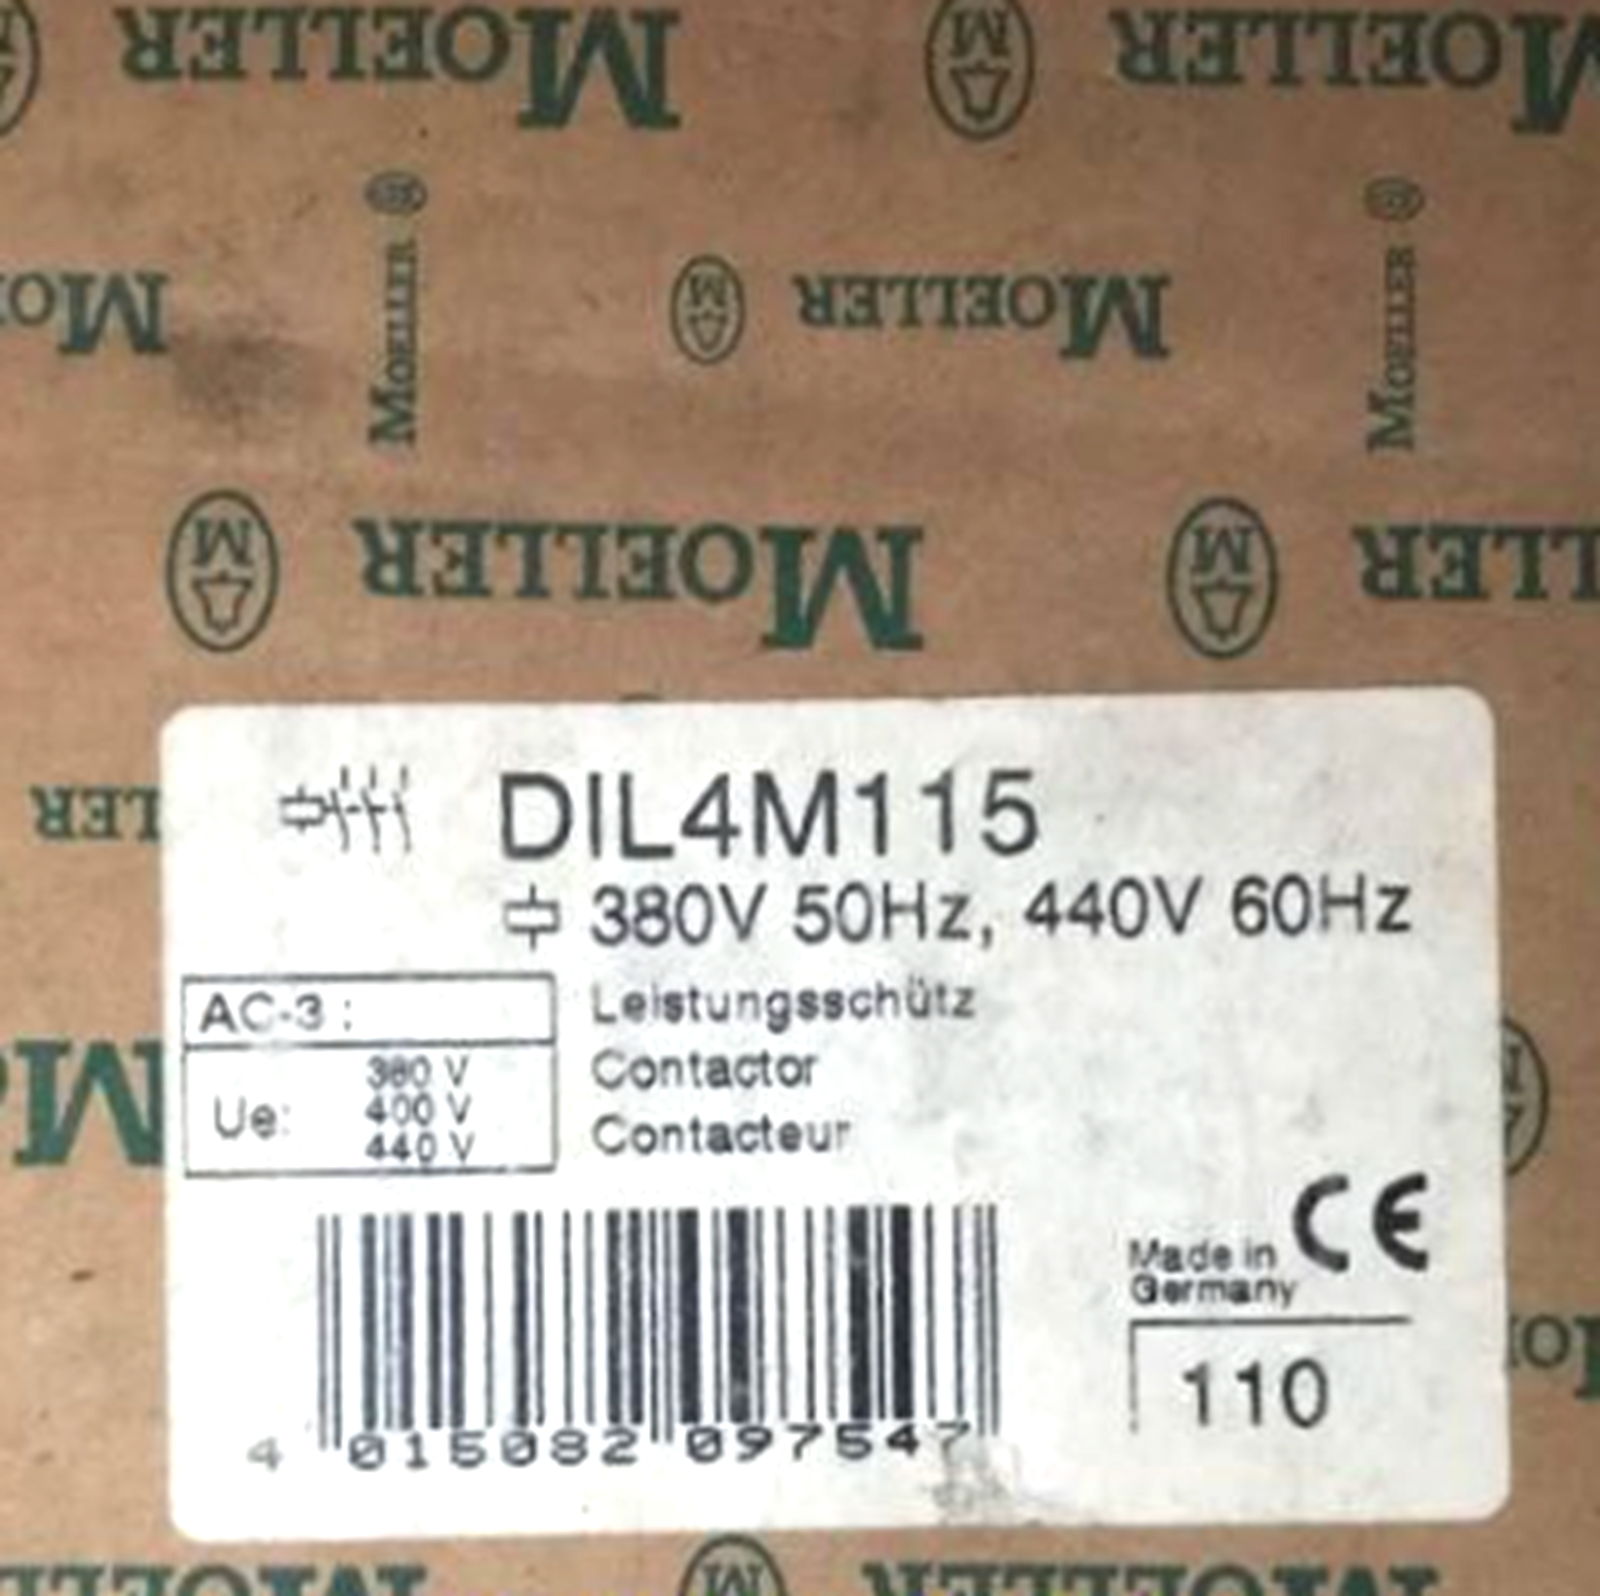 MOELLER
MOELLER
MOELLER
MOELLER
MOELLER
MOELLER
DIL4M115
380V 50Hz, 440V 60Hz
AC-3 :
Ue:
380 V
400 V
440 V
Leistungsschütz
Contactor
Contacteur
Made in
Germany
CE
110
4 015082 097547